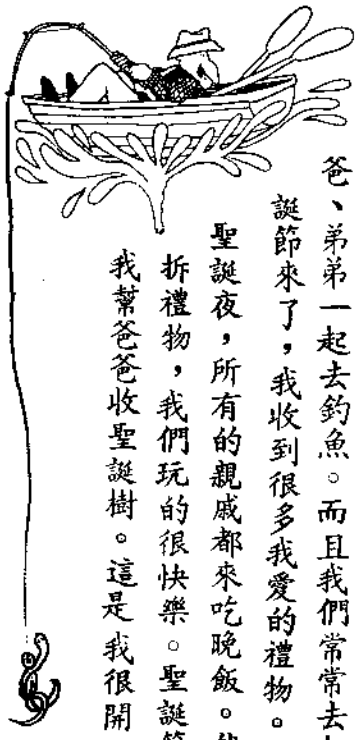 爸、弟弟一起去釣魚。而且我們常常去
誕節來了，我收到很多我愛的禮物。
聖誕夜，所有的親戚都來吃晚飯。
拆禮物，我們玩的很快樂。聖誕
我幫爸爸收聖誕樹。這是我很開